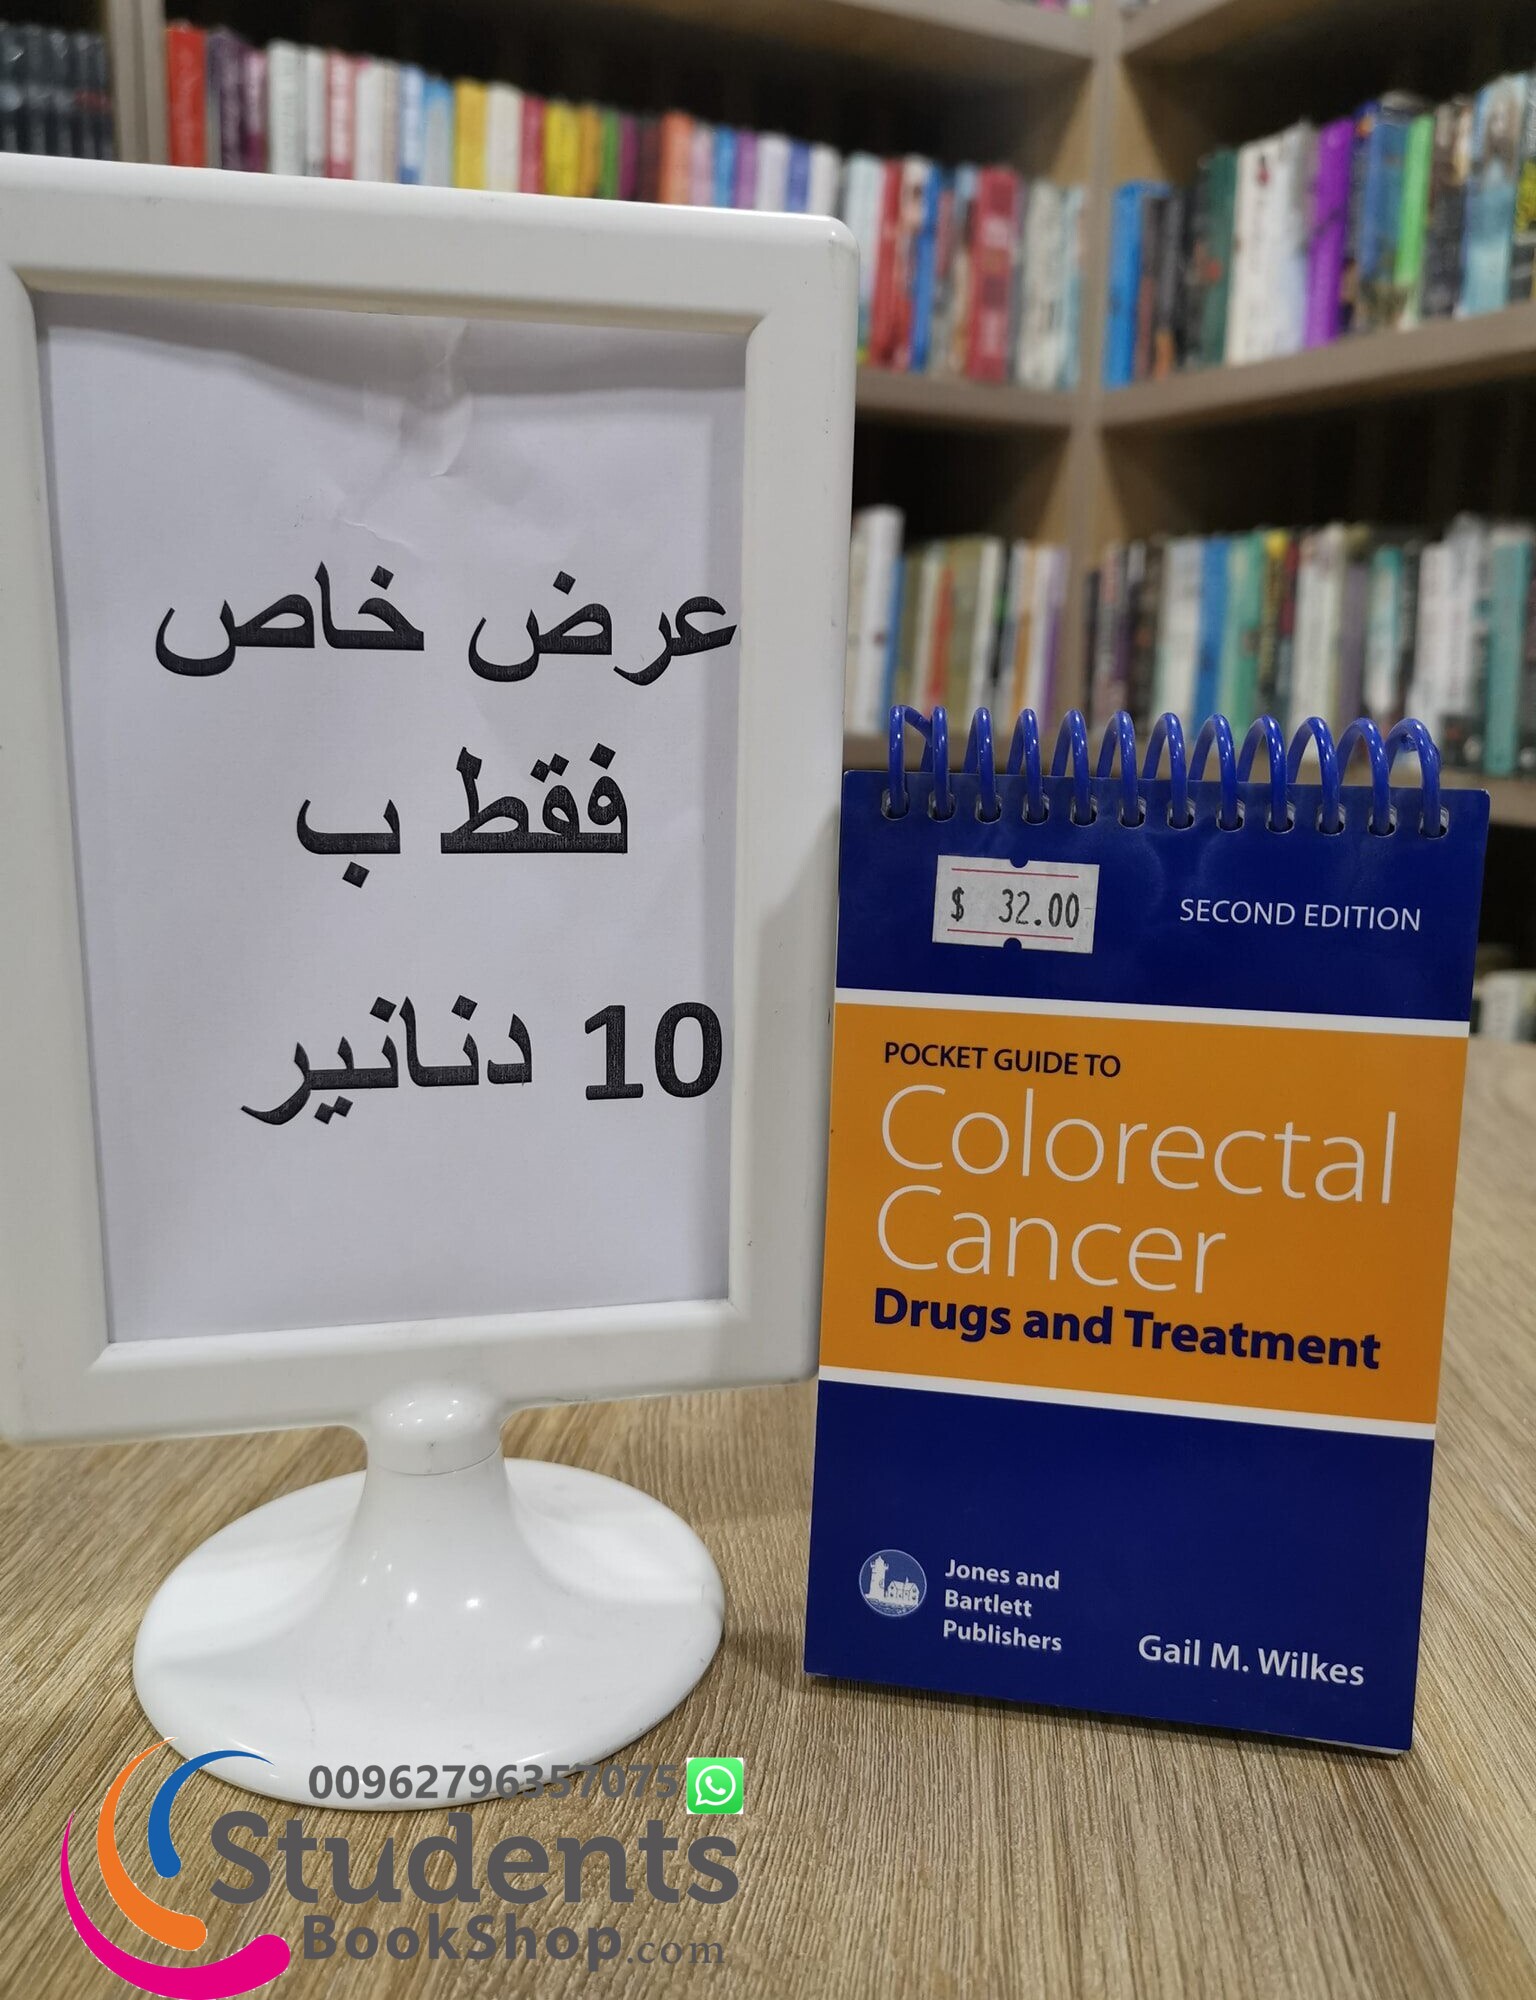 عرض خاص
فقط ب
10 دنانير
$ 32.00
SECOND EDITION
POCKET GUIDE TO
Colorectal
Cancer
Drugs and Treatment
Jones and
Bartlett
Publishers
Gail M. Wilkes
00962796357075
Students
BookShop.com